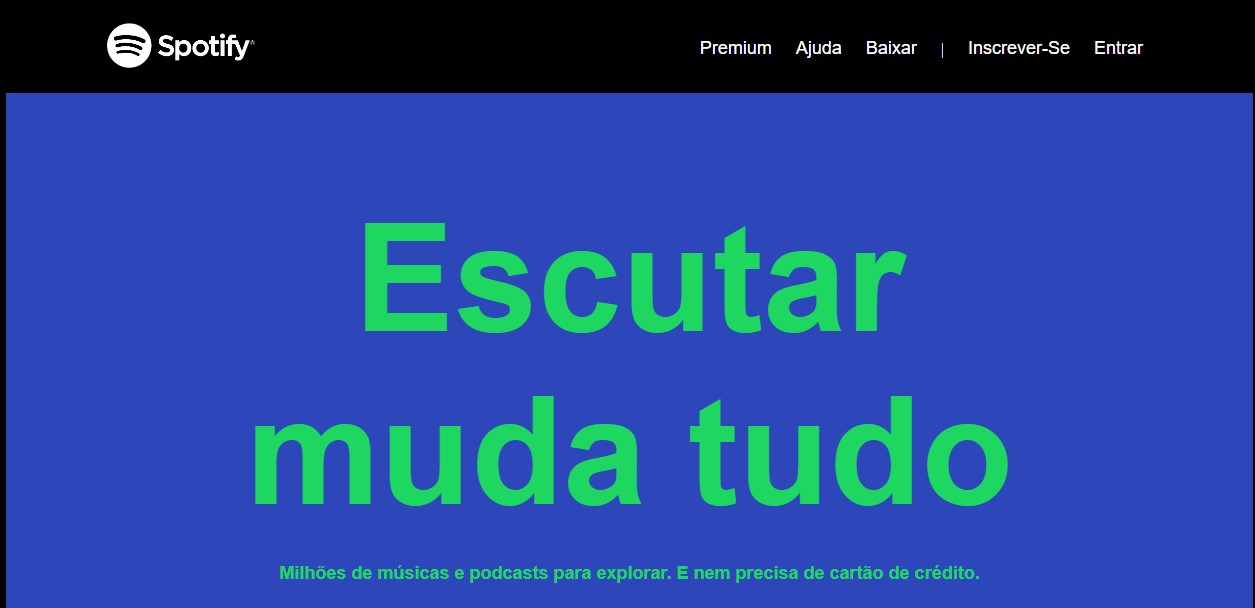 Spotify®
Premium Ajuda Baixar | Inscrever-Se Entrar
Escutar
muda tudo
Milhões de músicas e podcasts para explorar. E nem precisa de cartão de crédito.